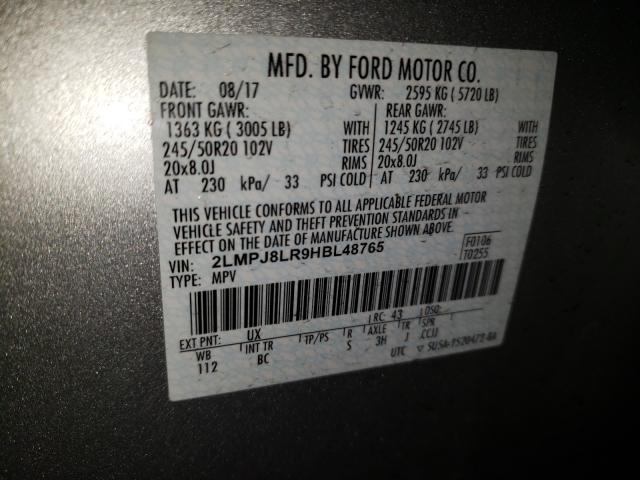 MFD. BY FORD MOTOR CO.
DATE: 08/17 GVWR: 2595 KG ( 5720 LB)
FRONT GAWR: REAR GAWR:
1363 KG ( 3005 LB) WITH 1245 KG ( 2745 LB) WITH
245/50R20 102V TIRES 245/50R20 102V TIRES
20x8.0J RIMS 20x8.0J RIMS
AT 230 kPa/ 33 PSI COLD AT 230 kPa/ 33 PSI COLD
THIS VEHICLE CONFORMS TO ALL APPLICABLE FEDERAL MOTOR
VEHICLE SAFETY AND THEFT PREVENTION STANDARDS IN
EFFECT ON THE DATE OF MANUFACTURE SHOWN ABOVE.
VIN: 2LMPJ8LR9HBL48765 F0106
TYPE: MPV T0255
EXT PNT: UX RC: 43 DSO:
WB INT TR TP/PS R AXLE TR SPR
112 BC S 3H J CCUJ
UTC